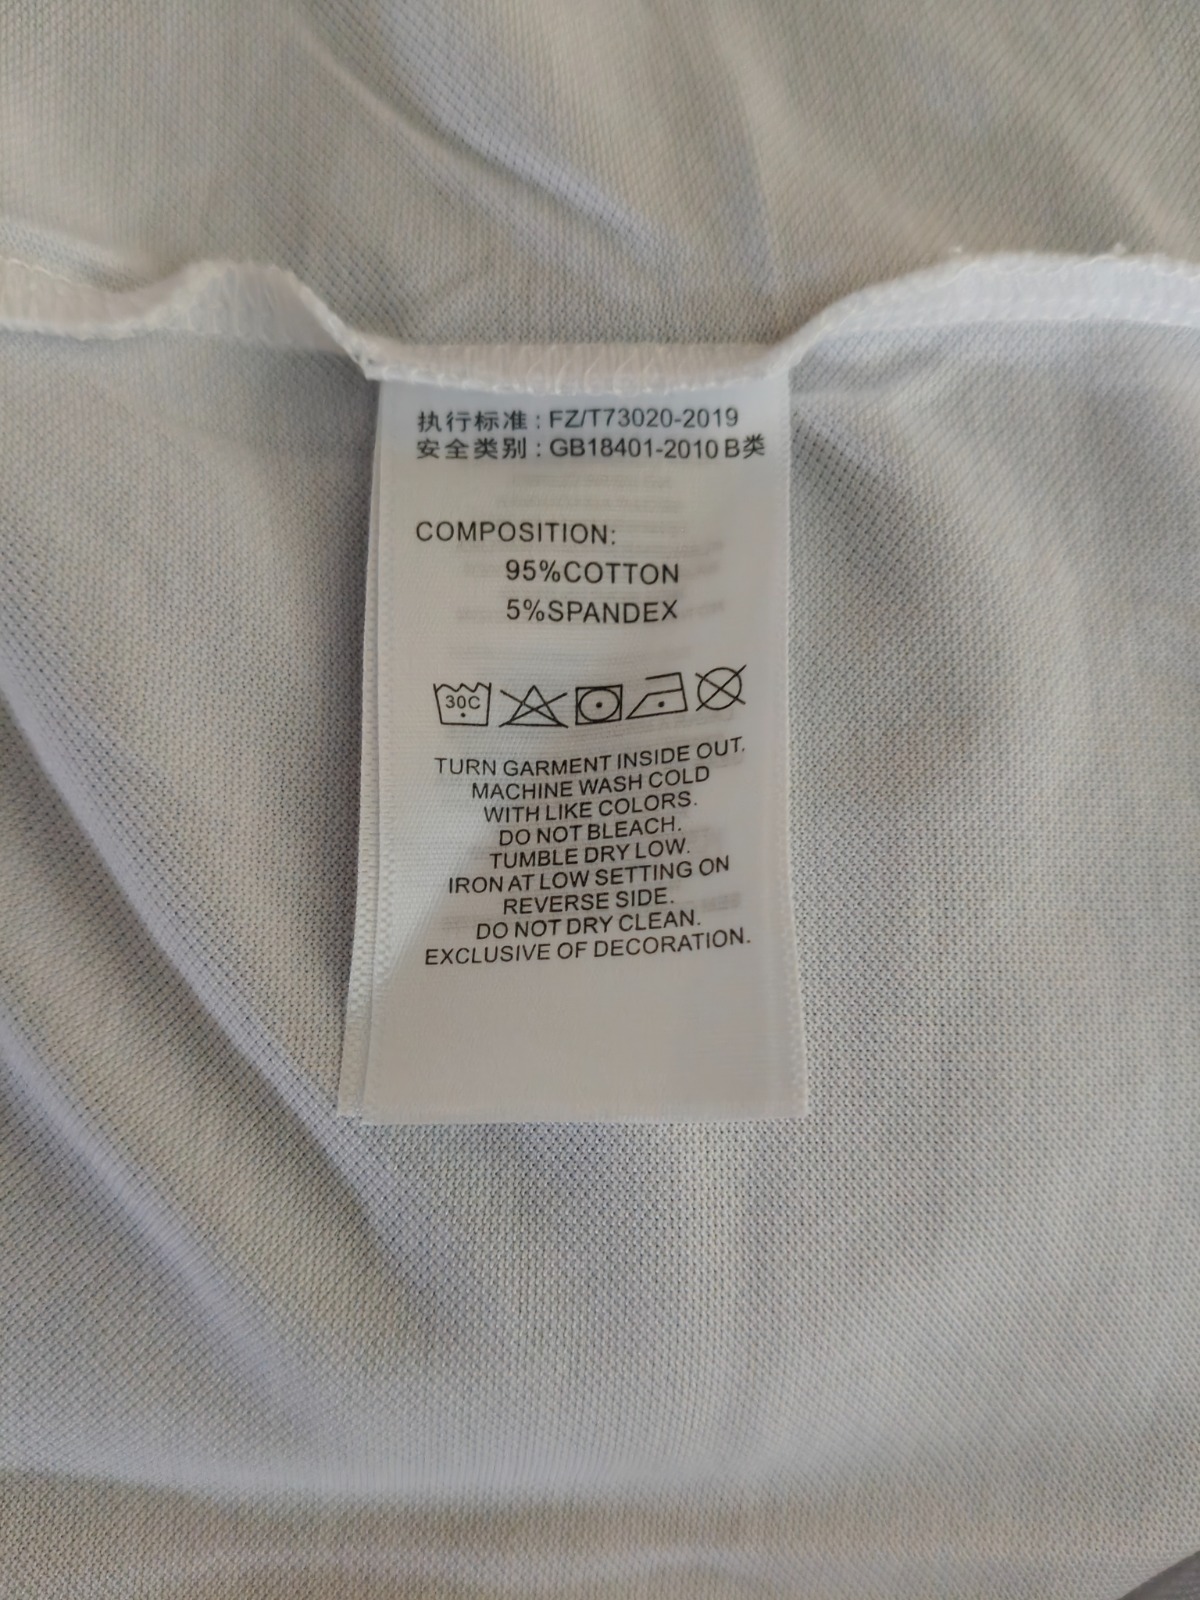 执行标准：FZ/T73020-2019
安全类别：GB18401-2010 B类
COMPOSITION:
95%COTTON
5%SPANDEX
30C
TURN GARMENT INSIDE OUT.
MACHINE WASH COLD
WITH LIKE COLORS.
DO NOT BLEACH.
TUMBLE DRY LOW.
IRON AT LOW SETTING ON
REVERSE SIDE.
DO NOT DRY CLEAN.
EXCLUSIVE OF DECORATION.